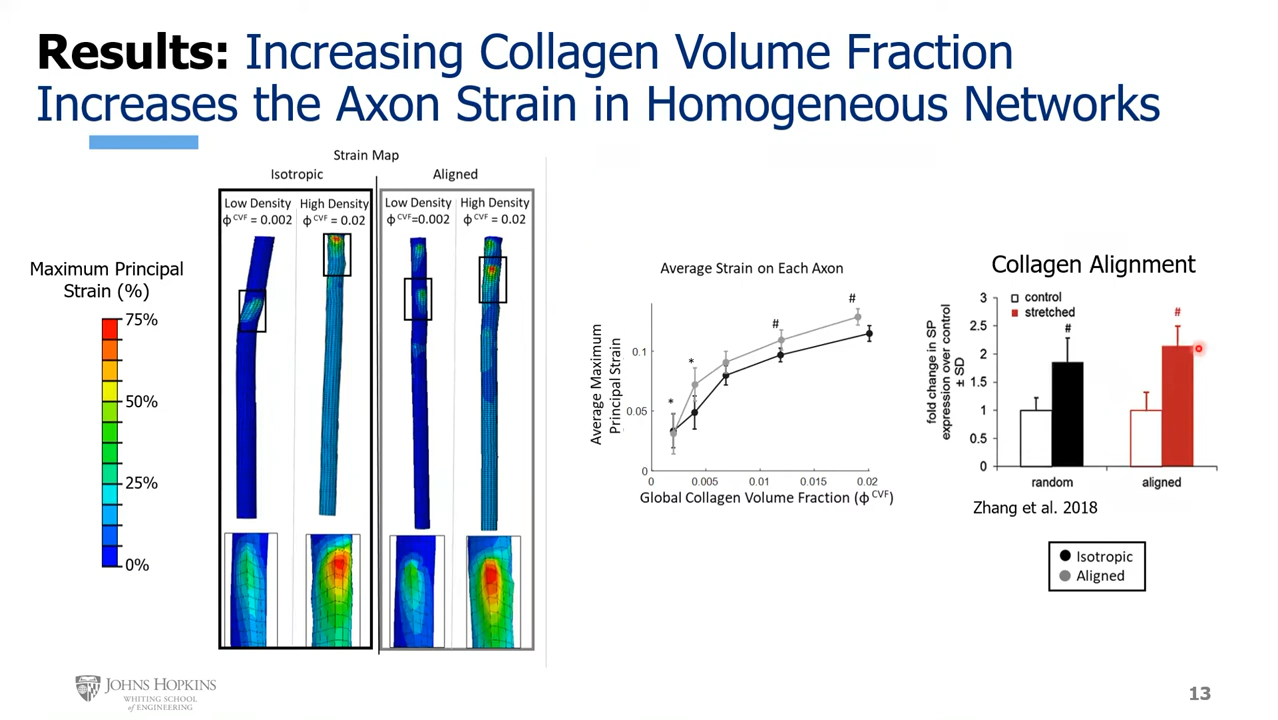 Results: Increasing Collagen Volume Fraction
Increases the Axon Strain in Homogeneous Networks
Strain Map
Isotropic
Aligned
Low Density
ϕ^CVF = 0.002
High Density
ϕ^CVF = 0.02
Low Density
ϕ^CVF=0.002
High Density
ϕ^CVF = 0.02
Maximum Principal
Strain (%)
75%
50%
25%
0%
Average Strain on Each Axon
Average Maximum
Principal Strain
0.1
0.05
0
*
*
#
#
0
0.005
0.01
0.015
0.02
Global Collagen Volume Fraction (ϕ^CVF)
Collagen Alignment
control
stretched
fold change in SP
expression over control
± SD
3
2.5
2
1.5
1
0.5
0
#
#
random
aligned
Zhang et al. 2018
Isotropic
Aligned
JOHNS HOPKINS
WHITING SCHOOL
of ENGINEERING
13